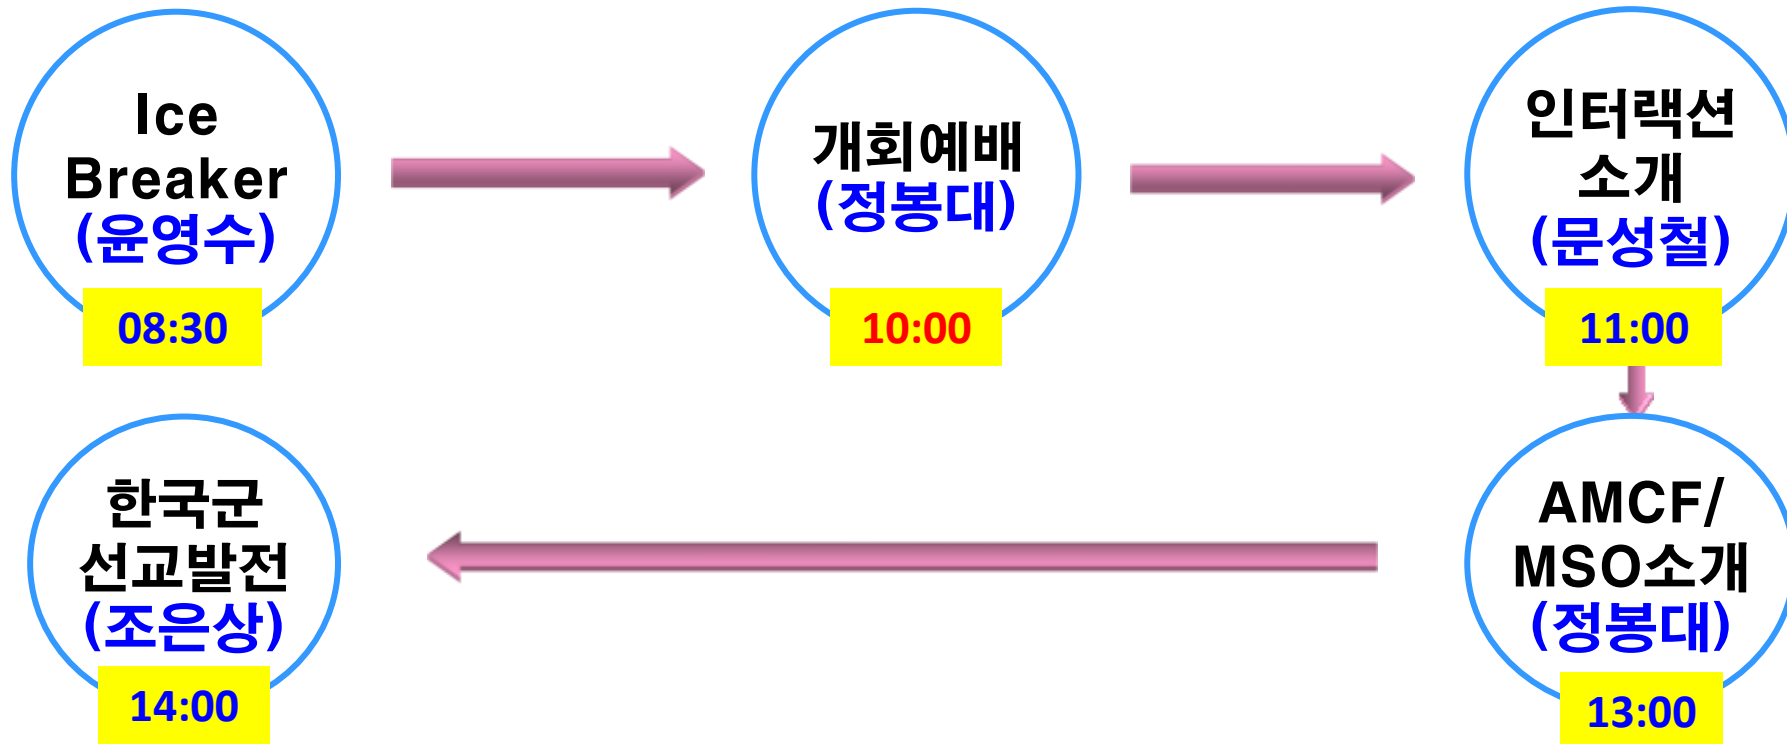 Ice
Breaker
(윤영수)
08:30
개회예배
(정봉대)
10:00
인터랙션
소개
(문성철)
11:00
AMCF/
MSO소개
(정봉대)
13:00
한국군
선교발전
(조은상)
14:00